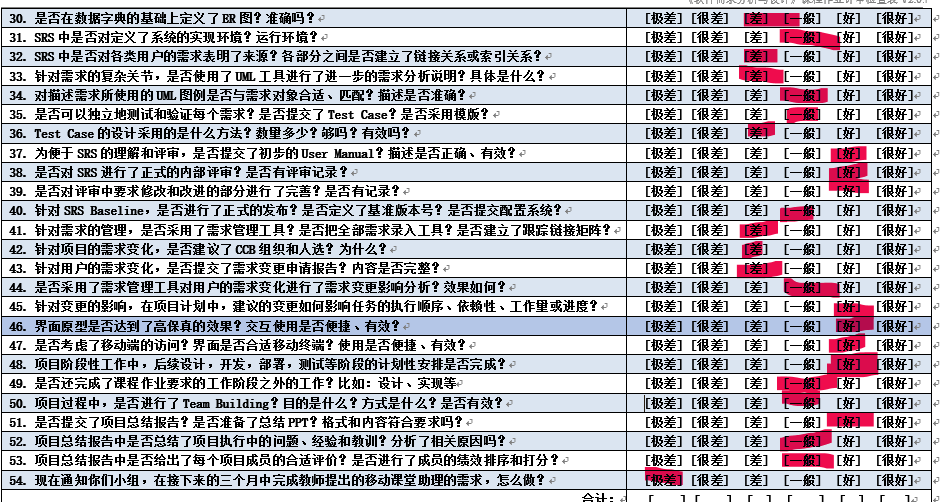 30. 是否在数据字典的基础上定义了 ER 图？准确吗？ [极差] [很差] [差] [一般] [好] [很好]
31. SRS 中是否对定义了系统的实现环境？运行环境？ [极差] [很差] [差] [一般] [好] [很好]
32. SRS 中是否对各类用户的需求表明了来源？各部分之间是否建立了链接关系或索引关系？ [极差] [很差] [差] [一般] [好] [很好]
33. 针对需求的复杂关节，是否使用了 UML 工具进行了进一步的需求分析说明？具体是什么？ [极差] [很差] [差] [一般] [好] [很好]
34. 对描述需求所使用的 UML 图例是否与需求对象合适、匹配？描述是否准确？ [极差] [很差] [差] [一般] [好] [很好]
35. 是否可以独立地测试和验证每个需求？是否提交了 Test Case？是否采用模版？ [极差] [很差] [差] [一般] [好] [很好]
36. Test Case 的设计采用的是什么方法？数量多少？够吗？有效吗？ [极差] [很差] [差] [一般] [好] [很好]
37. 为便于 SRS 的理解和评审，是否提交了初步的 User Manual？描述是否正确、有效？ [极差] [很差] [差] [一般] [好] [很好]
38. 是否对 SRS 进行了正式的内部评审？是否有评审记录？ [极差] [很差] [差] [一般] [好] [很好]
39. 是否对评审中要求修改和改进的部分进行了完善？是否有记录？ [极差] [很差] [差] [一般] [好] [很好]
40. 针对 SRS Baseline，是否进行了正式的发布？是否定义了基准版本号？是否提交配置系统？ [极差] [很差] [差] [一般] [好] [很好]
41. 针对需求的管理，是否采用了需求管理工具？是否把全部需求录入工具？是否建立了跟踪链接矩阵？ [极差] [很差] [差] [一般] [好] [很好]
42. 针对项目的需求变化，是否建议了 CCB 组织和人选？为什么？ [极差] [很差] [差] [一般] [好] [很好]
43. 针对用户的需求变化，是否提交了需求变更申请报告？内容是否完整？ [极差] [很差] [差] [一般] [好] [很好]
44. 是否采用了需求管理工具对用户的需求变化进行了需求变更影响分析？效果如何？ [极差] [很差] [差] [一般] [好] [很好]
45. 针对变更的影响，在项目计划中，建议的变更如何影响任务的执行顺序、依赖性、工作量或进度？ [极差] [很差] [差] [一般] [好] [很好]
46. 界面原型是否达到了高保真的效果？交互使用是否便捷、有效？ [极差] [很差] [差] [一般] [好] [很好]
47. 是否考虑了移动端的访问？界面是否合适移动终端？使用是否便捷、有效？ [极差] [很差] [差] [一般] [好] [很好]
48. 项目阶段性工作中，后续设计，开发，部署，测试等阶段的计划性安排是否完成？ [极差] [很差] [差] [一般] [好] [很好]
49. 是否还完成了课程作业要求的工作阶段之外的工作？比如：设计、实现等 [极差] [很差] [差] [一般] [好] [很好]
50. 项目过程中，是否进行了 Team Building？目的是什么？方式是什么？是否有效？ [极差] [很差] [差] [一般] [好] [很好]
51. 是否提交了项目总结报告？是否准备了总结 PPT？格式和内容符合要求吗？ [极差] [很差] [差] [一般] [好] [很好]
52. 项目总结报告中是否总结了项目执行中的问题、经验和教训？分析了相关原因吗？ [极差] [很差] [差] [一般] [好] [很好]
53. 项目总结报告中是否给出了每个项目成员的合适评价？是否进行了成员的绩效排序和打分？ [极差] [很差] [差] [一般] [好] [很好]
54. 现在通知你们小组，在接下来的三个月中完成教师提出的移动课堂助理的需求，怎么做？ [极差] [很差] [差] [一般] [好] [很好]
合计：